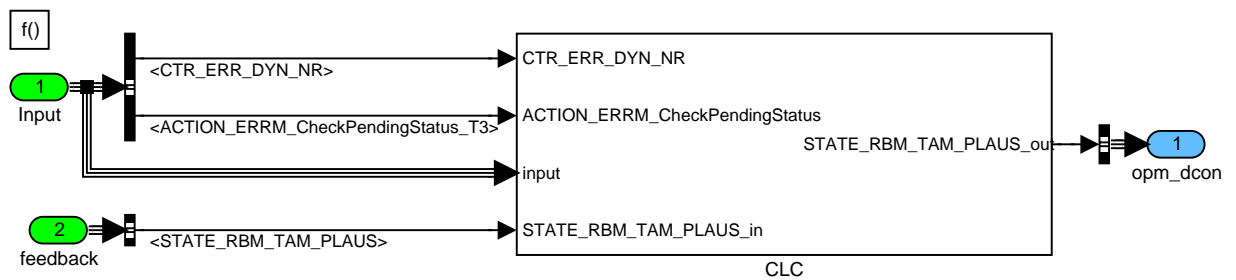 f()
CTR_ERR_DYN_NR
<CTR_ERR_DYN_NR>
1
Input
ACTION_ERRM_CheckPendingStatus
<ACTION_ERRM_CheckPendingStatus_T3>
STATE_RBM_TAM_PLAUS_out
1
opm_dcon
input
2
feedback
STATE_RBM_TAM_PLAUS_in
<STATE_RBM_TAM_PLAUS>
CLC